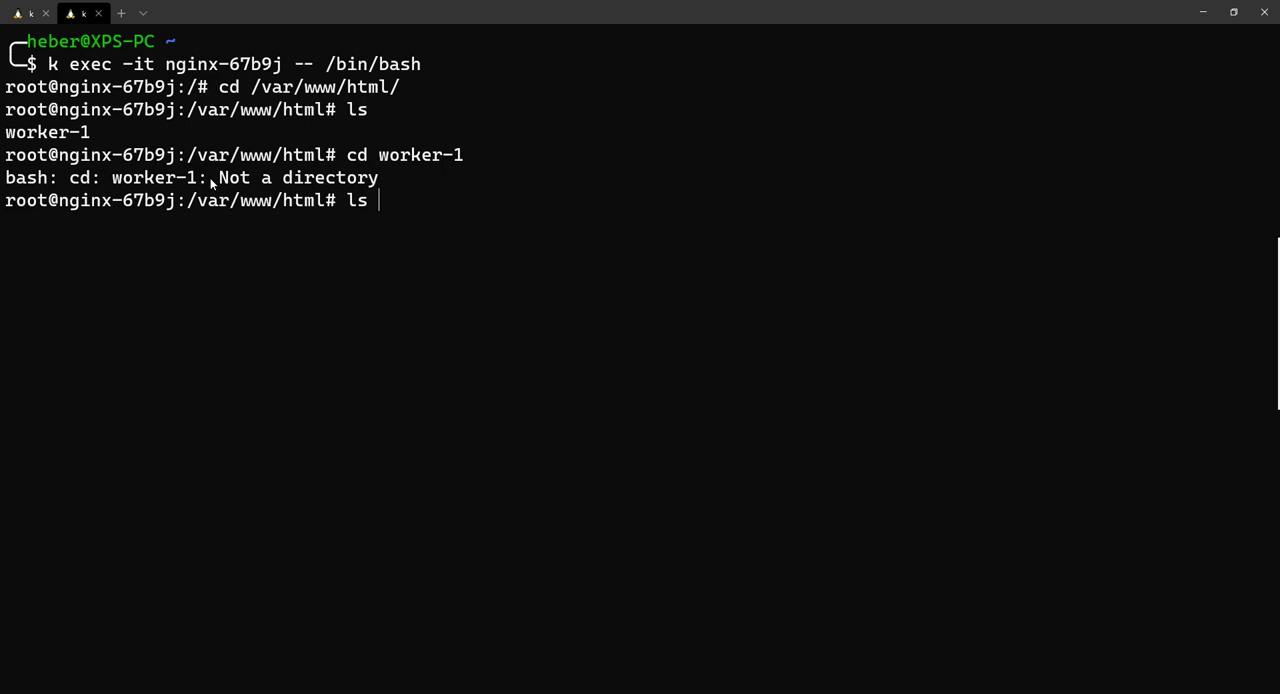 k
k
heber@XPS-PC ~
$ k exec -it nginx-67b9j -- /bin/bash
root@nginx-67b9j:/# cd /var/www/html/
root@nginx-67b9j:/var/www/html# ls
worker-1
root@nginx-67b9j:/var/www/html# cd worker-1
bash: cd: worker-1: Not a directory
root@nginx-67b9j:/var/www/html# ls